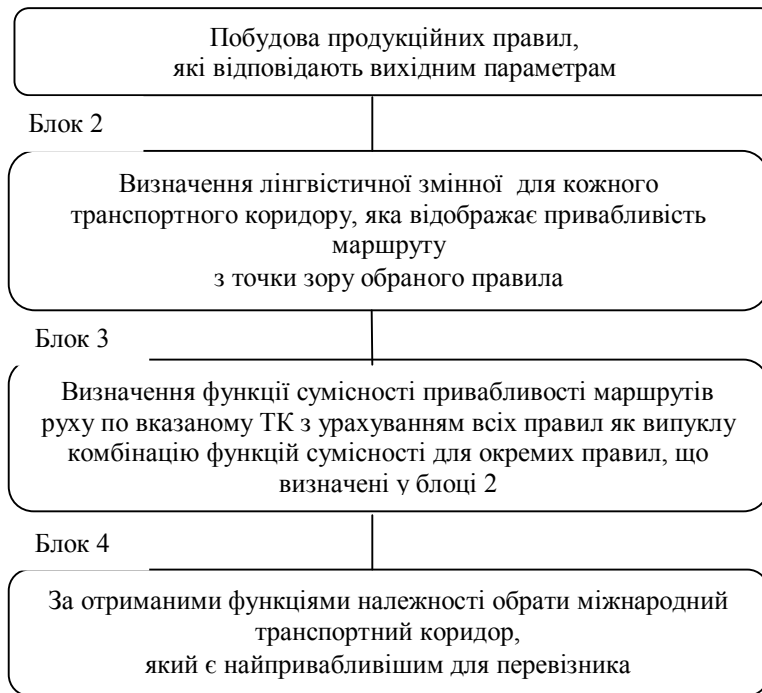 Побудова продукційних правил,
які відповідають вихідним параметрам
Блок 2
Визначення лінгвістичної змінної для кожного
транспортного коридору, яка відображає привабливість
маршруту
з точки зору обраного правила
Блок 3
Визначення функції сумісності привабливості маршрутів
руху по вказаному ТК з урахуванням всіх правил як випуклу
комбінацію функцій сумісності для окремих правил, що
визначені у блоці 2
Блок 4
За отриманими функціями належності обрати міжнародний
транспортний коридор,
який є найпривабливішим для перевізника